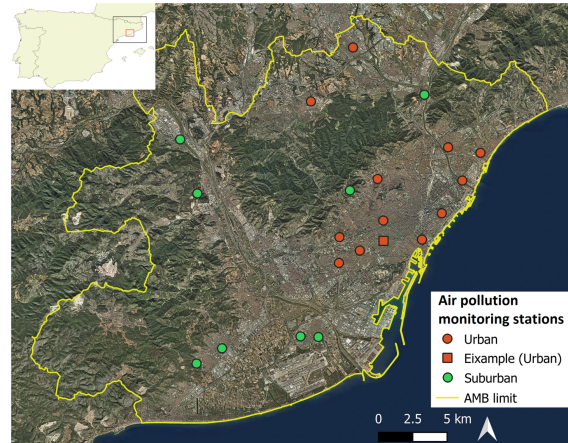 Air pollution
monitoring stations
Urban
Eixample (Urban)
Suburban
AMB limit
0 2.5 5 km